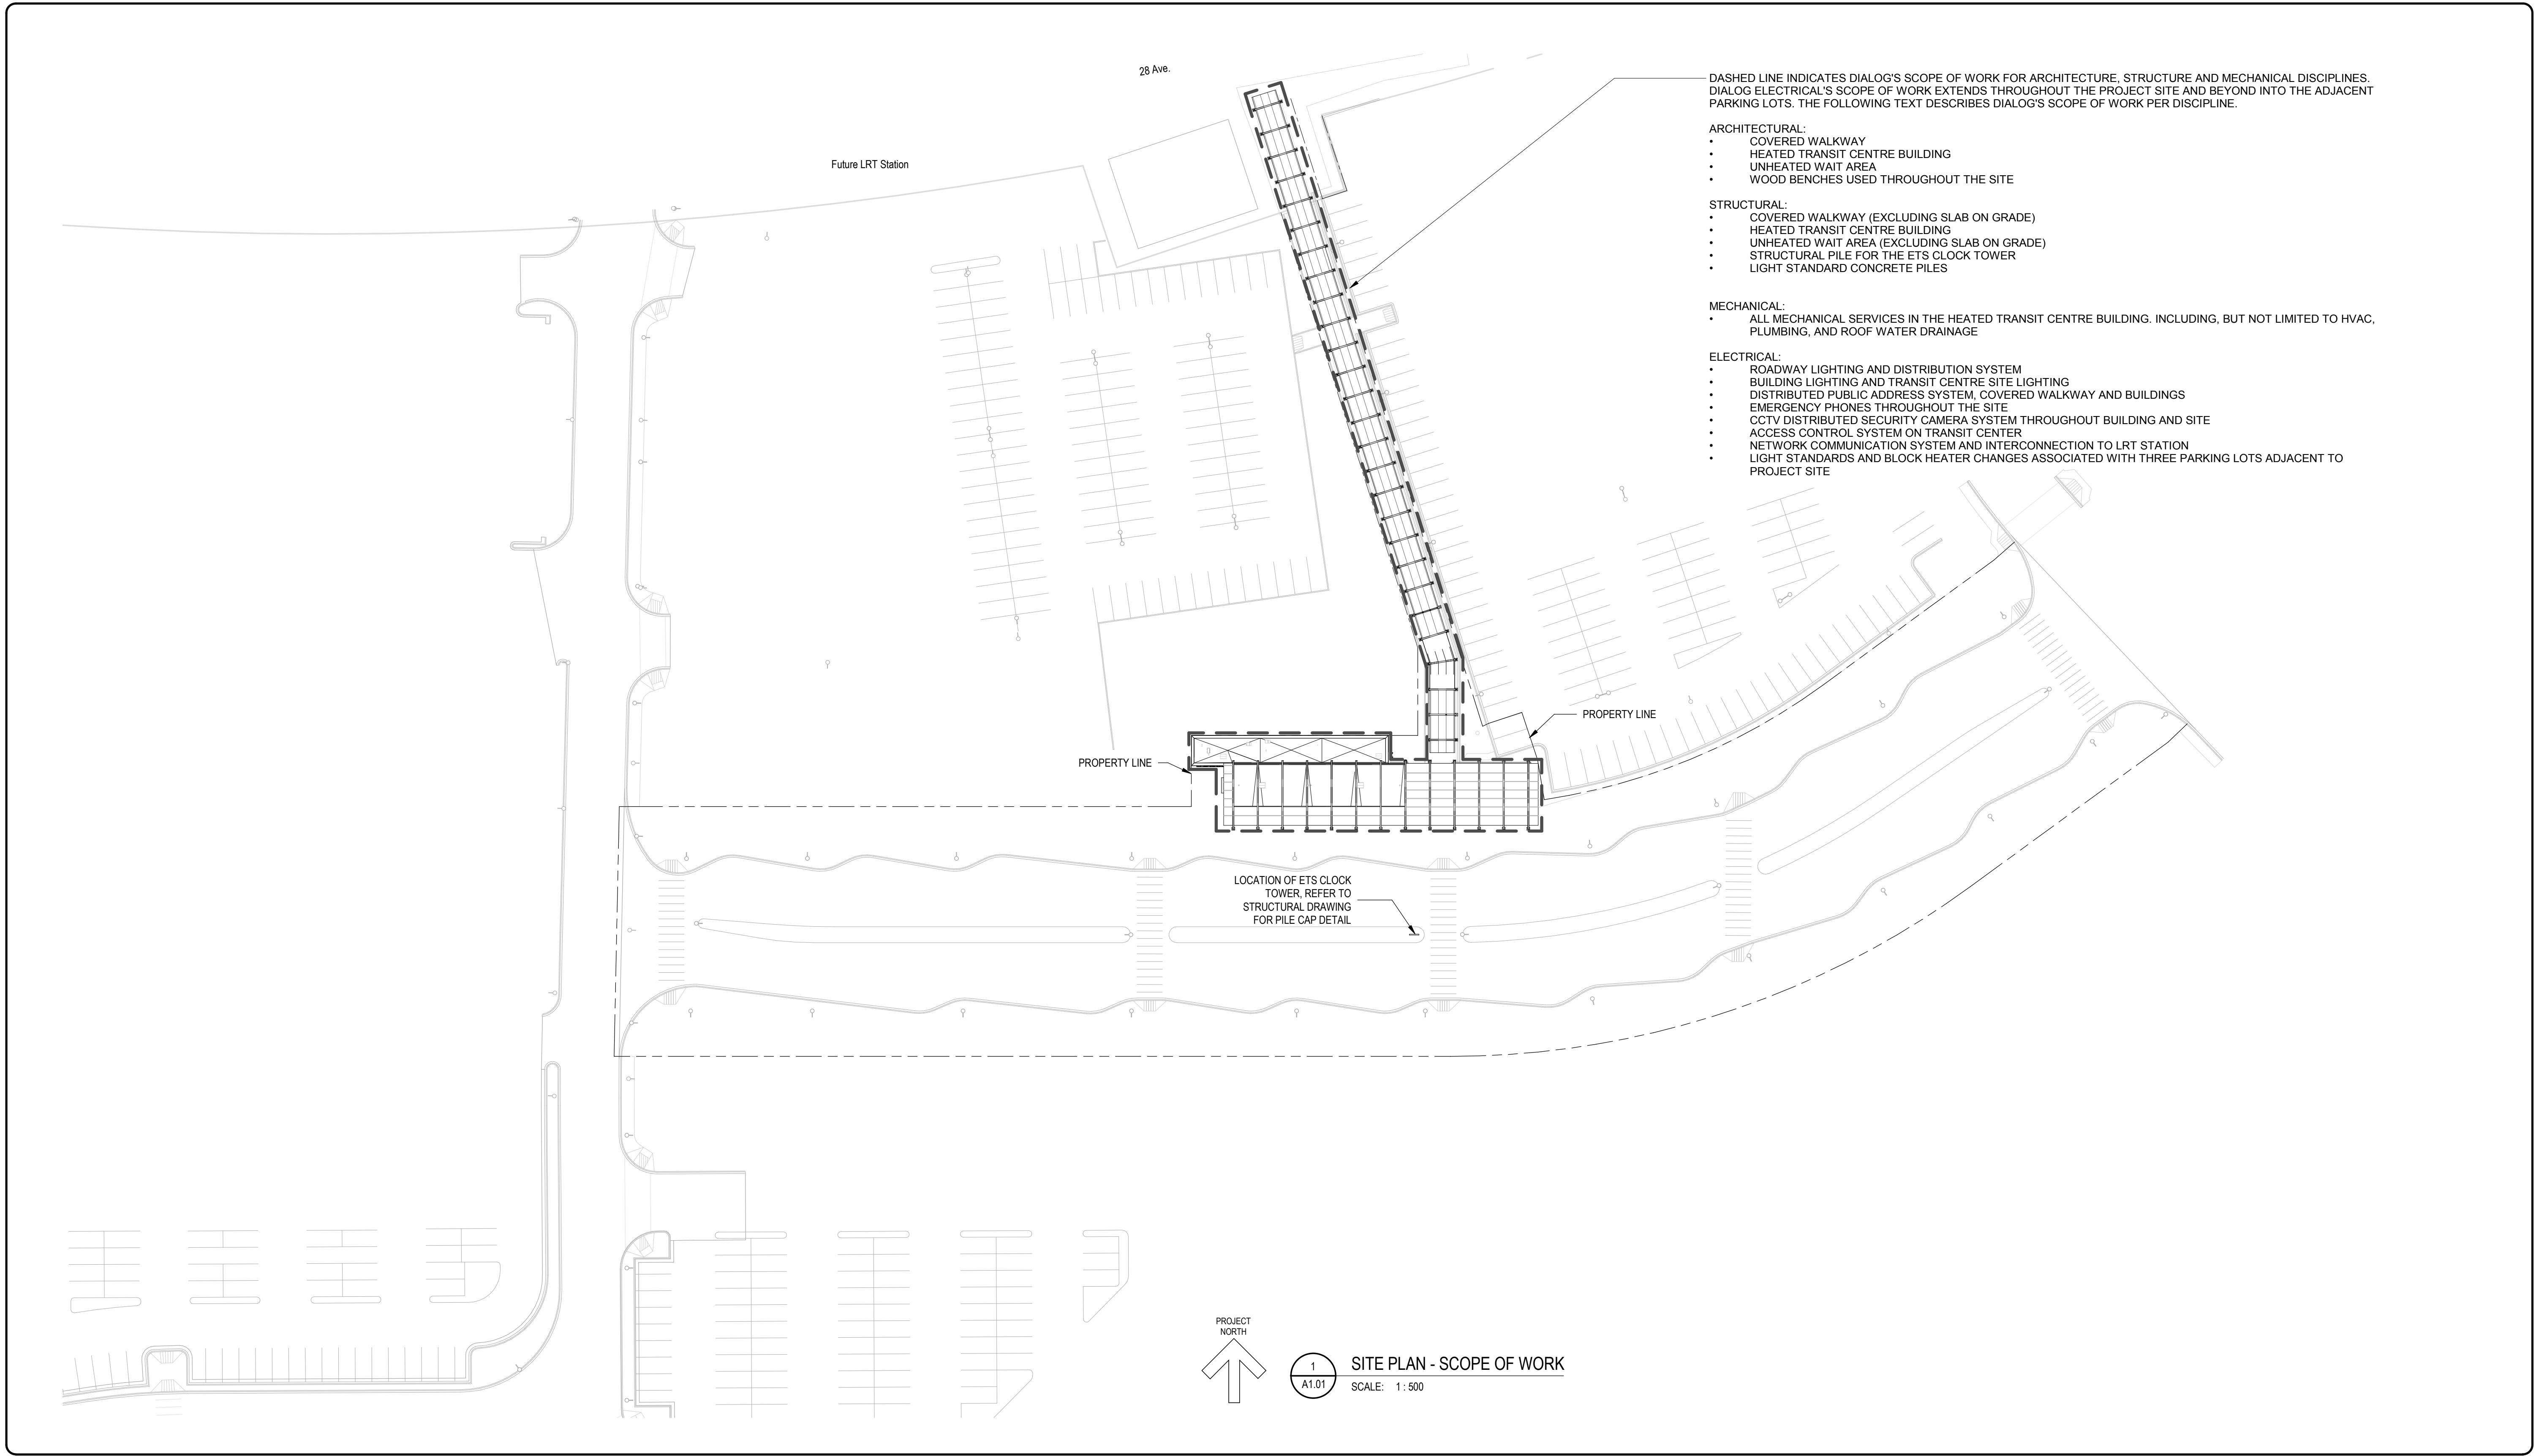 28 Ave.
Future LRT Station
DASHED LINE INDICATES DIALOG'S SCOPE OF WORK FOR ARCHITECTURE, STRUCTURE AND MECHANICAL DISCIPLINES.
DIALOG ELECTRICAL'S SCOPE OF WORK EXTENDS THROUGHOUT THE PROJECT SITE AND BEYOND INTO THE ADJACENT
PARKING LOTS. THE FOLLOWING TEXT DESCRIBES DIALOG'S SCOPE OF WORK PER DISCIPLINE.
ARCHITECTURAL:
• COVERED WALKWAY
• HEATED TRANSIT CENTRE BUILDING
• UNHEATED WAIT AREA
• WOOD BENCHES USED THROUGHOUT THE SITE
STRUCTURAL:
• COVERED WALKWAY (EXCLUDING SLAB ON GRADE)
• HEATED TRANSIT CENTRE BUILDING
• UNHEATED WAIT AREA (EXCLUDING SLAB ON GRADE)
• STRUCTURAL PILE FOR THE ETS CLOCK TOWER
• LIGHT STANDARD CONCRETE PILES
MECHANICAL:
• ALL MECHANICAL SERVICES IN THE HEATED TRANSIT CENTRE BUILDING. INCLUDING, BUT NOT LIMITED TO HVAC,
PLUMBING, AND ROOF WATER DRAINAGE
ELECTRICAL:
• ROADWAY LIGHTING AND DISTRIBUTION SYSTEM
• BUILDING LIGHTING AND TRANSIT CENTRE SITE LIGHTING
• DISTRIBUTED PUBLIC ADDRESS SYSTEM, COVERED WALKWAY AND BUILDINGS
• EMERGENCY PHONES THROUGHOUT THE SITE
• CCTV DISTRIBUTED SECURITY CAMERA SYSTEM THROUGHOUT BUILDING AND SITE
• ACCESS CONTROL SYSTEM ON TRANSIT CENTER
• NETWORK COMMUNICATION SYSTEM AND INTERCONNECTION TO LRT STATION
• LIGHT STANDARDS AND BLOCK HEATER CHANGES ASSOCIATED WITH THREE PARKING LOTS ADJACENT TO
PROJECT SITE
PROPERTY LINE
PROPERTY LINE
LOCATION OF ETS CLOCK
TOWER, REFER TO
STRUCTURAL DRAWING
FOR PILE CAP DETAIL
PROJECT
NORTH
1
A1.01
SITE PLAN - SCOPE OF WORK
SCALE: 1 : 500